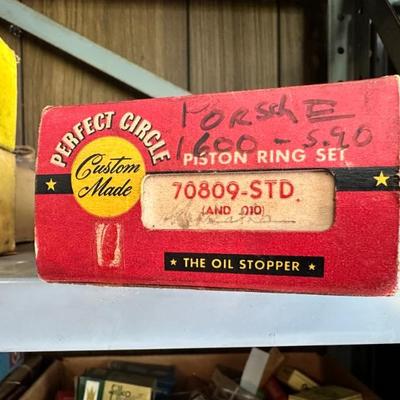 PORSCHE
1600 - 5.90
PERFECT CIRCLE
Custom Made
PISTON RING SET
70809-STD.
(AND .010)
★ THE OIL STOPPER ★